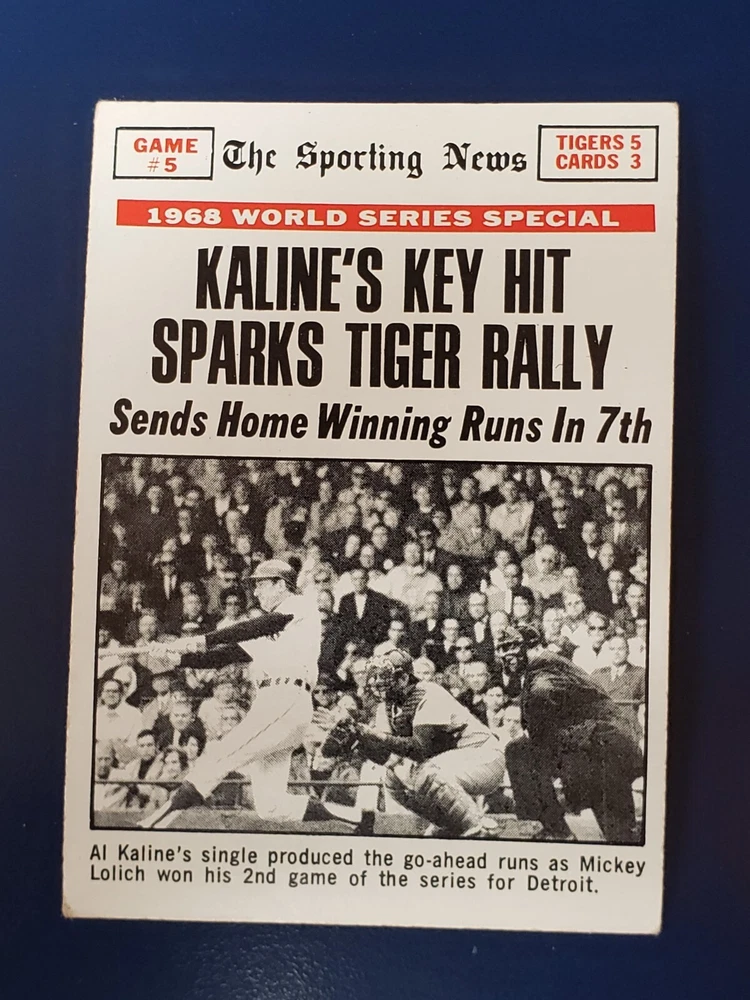 GAME #5
The Sporting News
TIGERS 5
CARDS 3
1968 WORLD SERIES SPECIAL
KALINE'S KEY HIT
SPARKS TIGER RALLY
Sends Home Winning Runs In 7th
Al Kaline's single produced the go-ahead runs as Mickey
Lolich won his 2nd game of the series for Detroit.